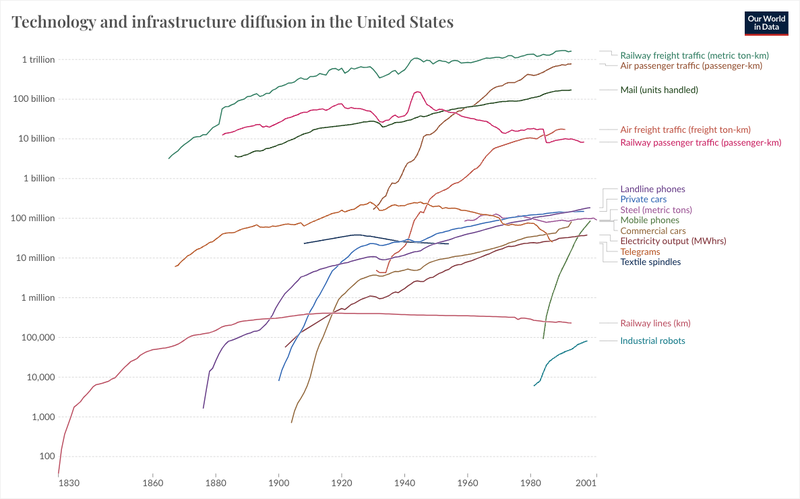 Technology and infrastructure diffusion in the United States
Our World
in Data
1 trillion
100 billion
10 billion
1 billion
100 million
10 million
1 million
100,000
10,000
1,000
100
1830
1860
1880
1900
1920
1940
1960
1980
2001
Railway freight traffic (metric ton-km)
Air passenger traffic (passenger-km)
Mail (units handled)
Air freight traffic (freight ton-km)
Railway passenger traffic (passenger-km)
Landline phones
Private cars
Steel (metric tons)
Mobile phones
Commercial cars
Electricity output (MWhrs)
Telegrams
Textile spindles
Railway lines (km)
Industrial robots